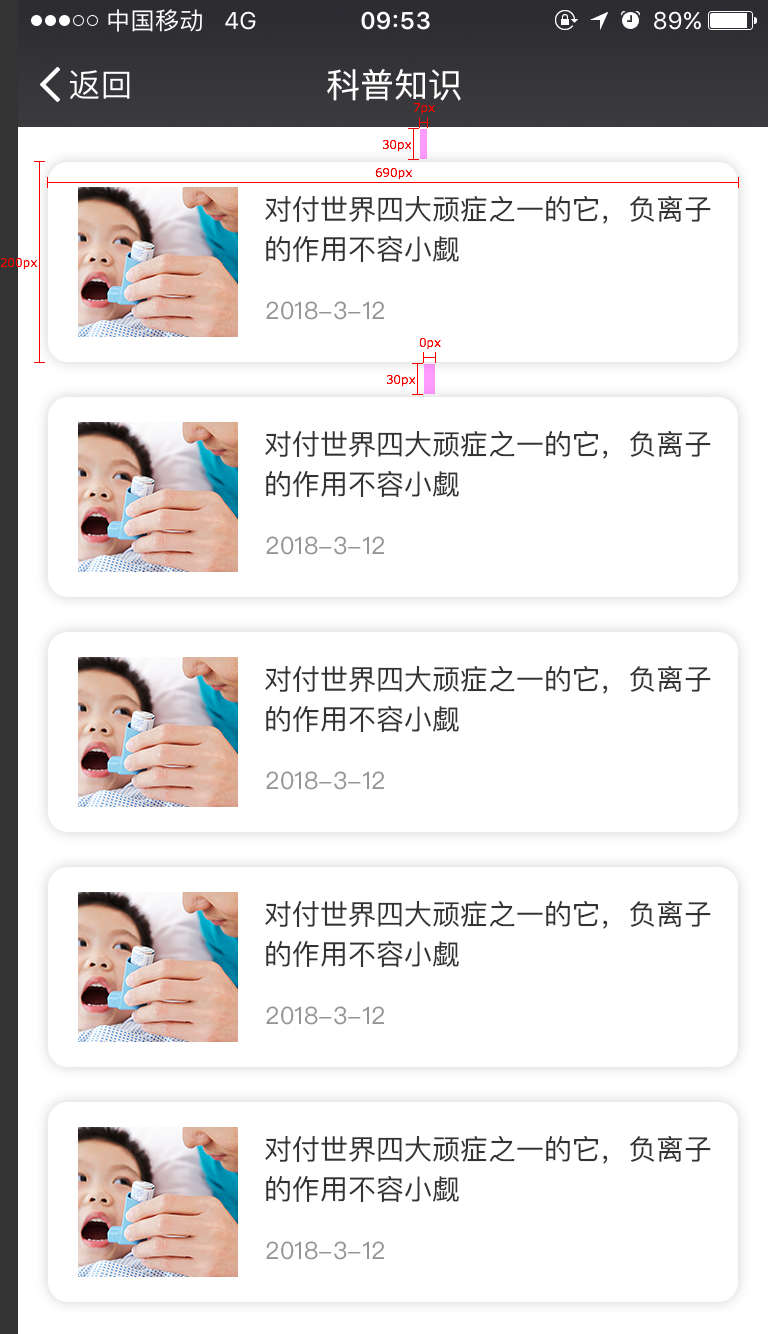 中国移动 4G 09:53 89%
返回 科普知识
7px
30px
690px
对付世界四大顽症之一的它，负离子
的作用不容小觑
200px
2018-3-12
0px
30px
对付世界四大顽症之一的它，负离子
的作用不容小觑
2018-3-12
对付世界四大顽症之一的它，负离子
的作用不容小觑
2018-3-12
对付世界四大顽症之一的它，负离子
的作用不容小觑
2018-3-12
对付世界四大顽症之一的它，负离子
的作用不容小觑
2018-3-12